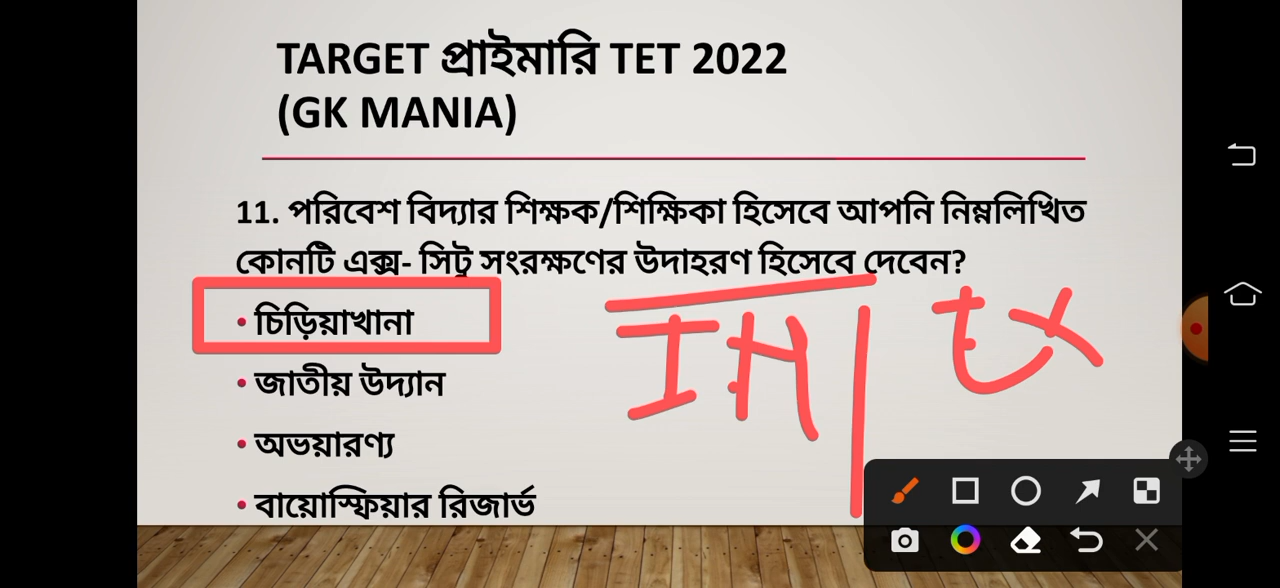 TARGET প্রাইমারি TET 2022
(GK MANIA)
11. পরিবেশ বিদ্যার শিক্ষক/শিক্ষিকা হিসেবে আপনি নিম্নলিখিত
কোনটি এক্স- সিটু সংরক্ষণের উদাহরণ হিসেবে দেবেন?
• চিড়িয়াখানা
• জাতীয় উদ্যান
• অভয়ারণ্য
• বায়োস্ফিয়ার রিজার্ভ